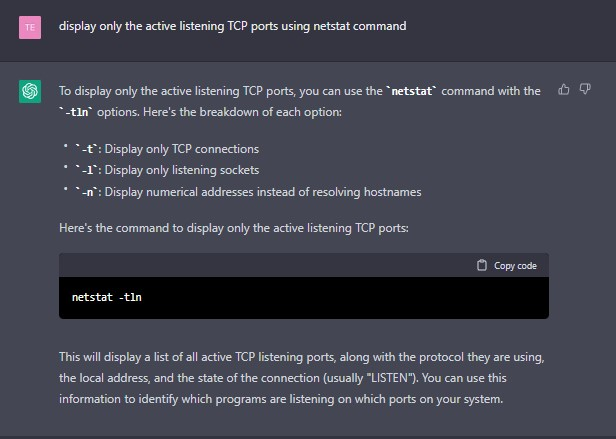 TE
display only the active listening TCP ports using netstat command
To display only the active listening TCP ports, you can use the `netstat` command with the
`-tln` options. Here's the breakdown of each option:
• `-t`: Display only TCP connections
• `-l`: Display only listening sockets
• `-n`: Display numerical addresses instead of resolving hostnames
Here's the command to display only the active listening TCP ports:
Copy code
netstat -tln
This will display a list of all active TCP listening ports, along with the protocol they are using,
the local address, and the state of the connection (usually "LISTEN"). You can use this
information to identify which programs are listening on which ports on your system.